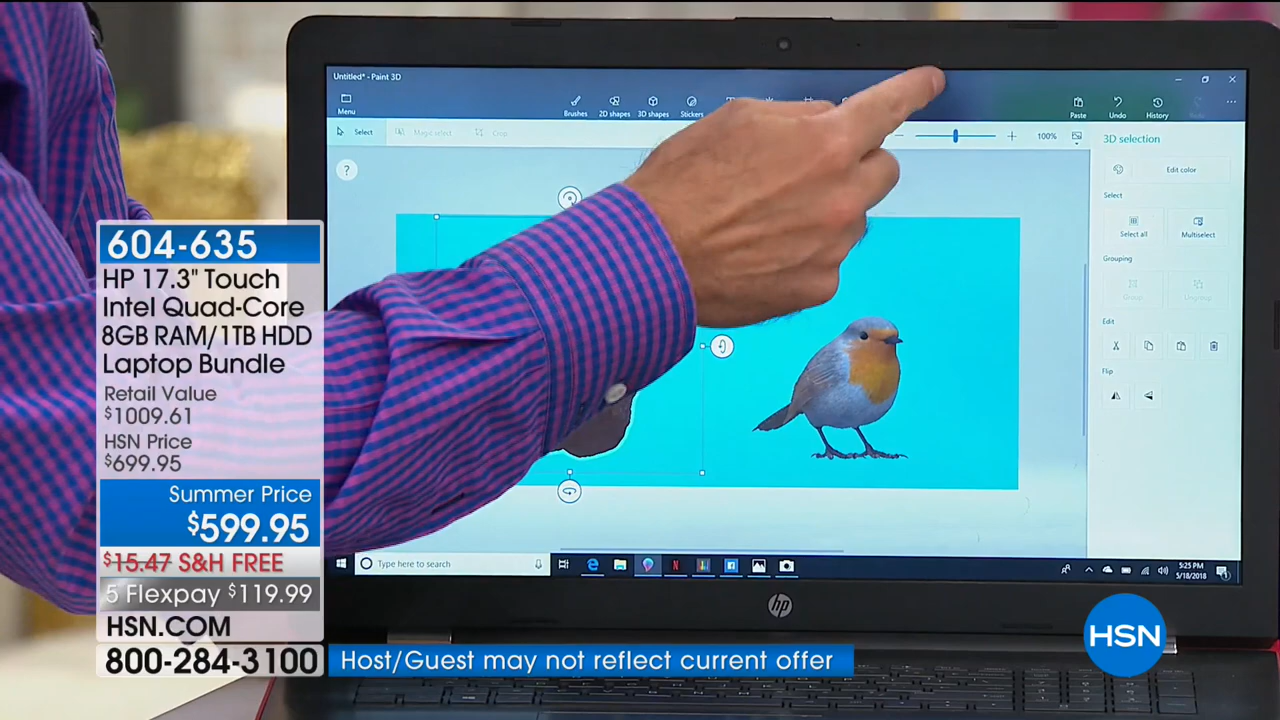 Untitled* - Paint 3D
Menu
Brushes
2D shapes
3D shapes
Stickers
Paste
Undo
History
Select
Magic select
Crop
100%
3D selection
?
Edit color
Select
Select all
Multiselect
Grouping
Group
Ungroup
Edit
Flip
604-635
HP 17.3" Touch
Intel Quad-Core
8GB RAM/1TB HDD
Laptop Bundle
Retail Value
$1009.61
HSN Price
$699.95
Summer Price
$599.95
$15.47 S&H FREE
5 Flexpay $119.99
HSN.COM
800-284-3100
Type here to search
N
5:25 PM
5/18/2018
hp
HSN
Host/Guest may not reflect current offer